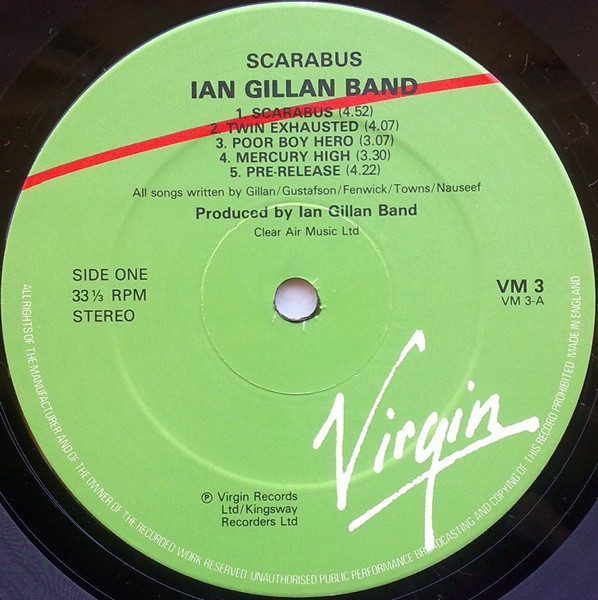 SCARABUS
IAN GILLAN BAND
1. SCARABUS (4.52)
2. TWIN EXHAUSTED (4.07)
3. POOR BOY HERO (3.07)
4. MERCURY HIGH (3.30)
5. PRE-RELEASE (4.22)
All songs written by Gillan/Gustafson/Fenwick/Towns/Nauseef
Produced by Ian Gillan Band
Clear Air Music Ltd
SIDE ONE
33⅓ RPM
STEREO
VM 3
VM 3-A
Virgin
℗ Virgin Records
Ltd/Kingsway
Recorders Ltd
ALL RIGHTS OF THE MANUFACTURER AND OF THE OWNER OF THE RECORDED WORK RESERVED UNAUTHORISED PUBLIC PERFORMANCE BROADCASTING AND COPYING OF THIS RECORD PROHIBITED MADE IN ENGLAND